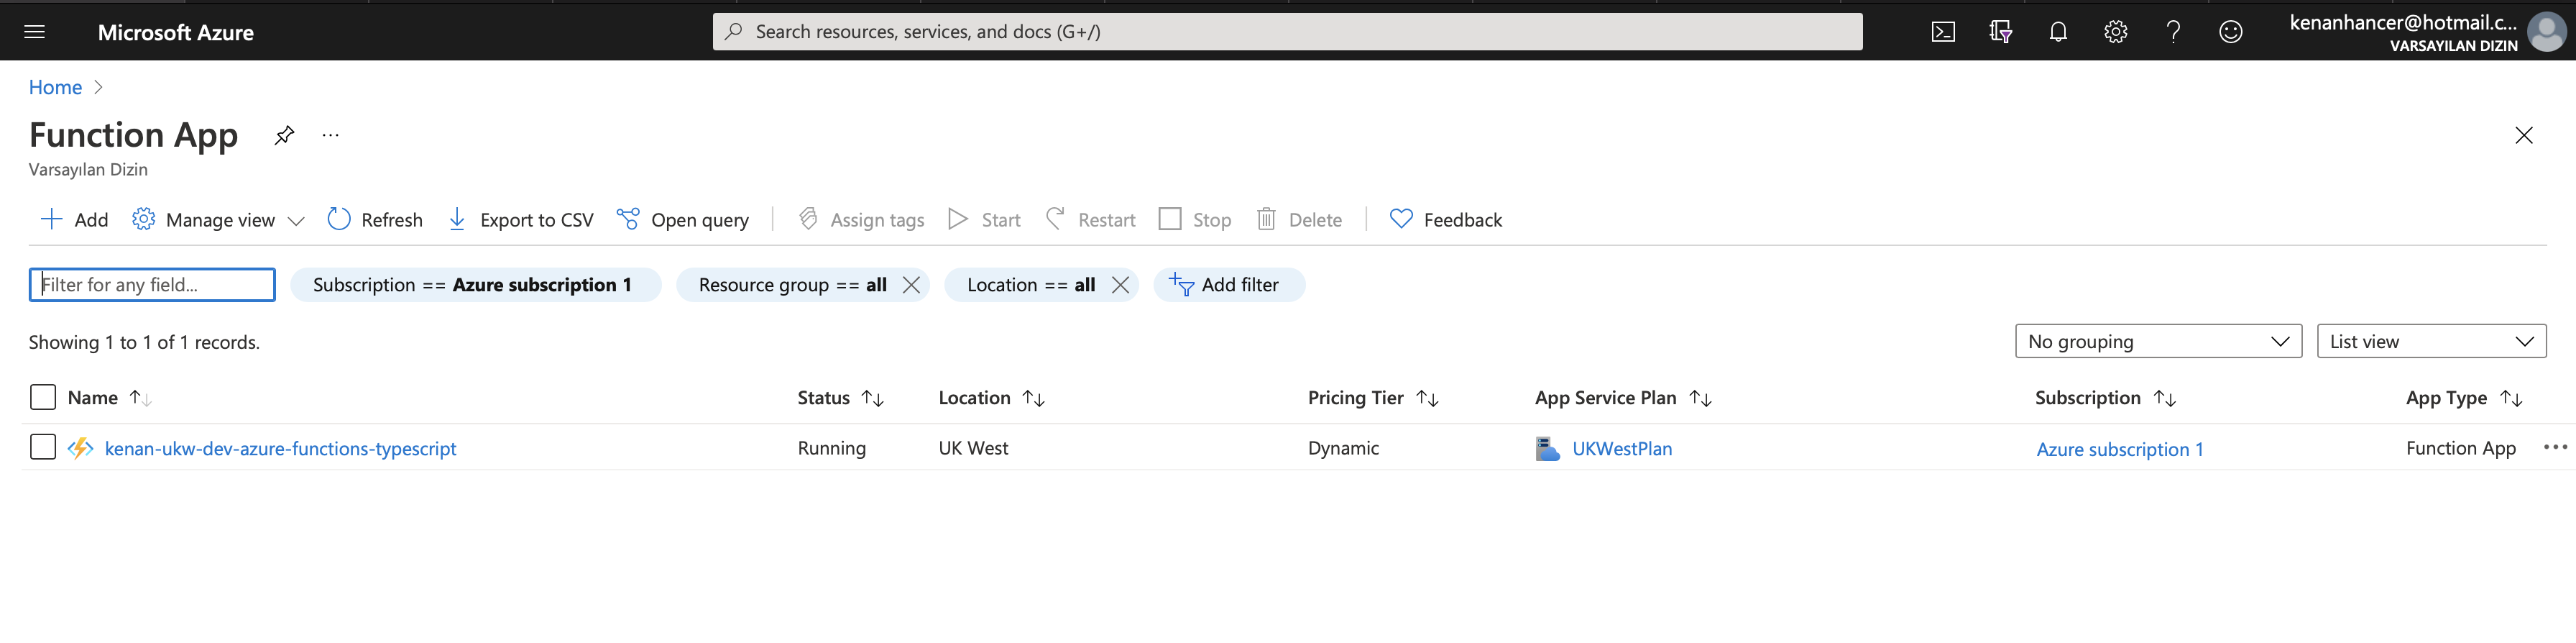 Microsoft Azure
Search resources, services, and docs (G+/)
kenanhancer@hotmail.c...
VARSAYILAN DIZIN
Home
Function App
Varsayılan Dizin
Add Manage view Refresh Export to CSV Open query Assign tags Start Restart Stop Delete Feedback
Filter for any field... Subscription == Azure subscription 1 Resource group == all Location == all Add filter
Showing 1 to 1 of 1 records. No grouping List view
Name Status Location Pricing Tier App Service Plan Subscription App Type
kenan-ukw-dev-azure-functions-typescript Running UK West Dynamic UKWestPlan Azure subscription 1 Function App